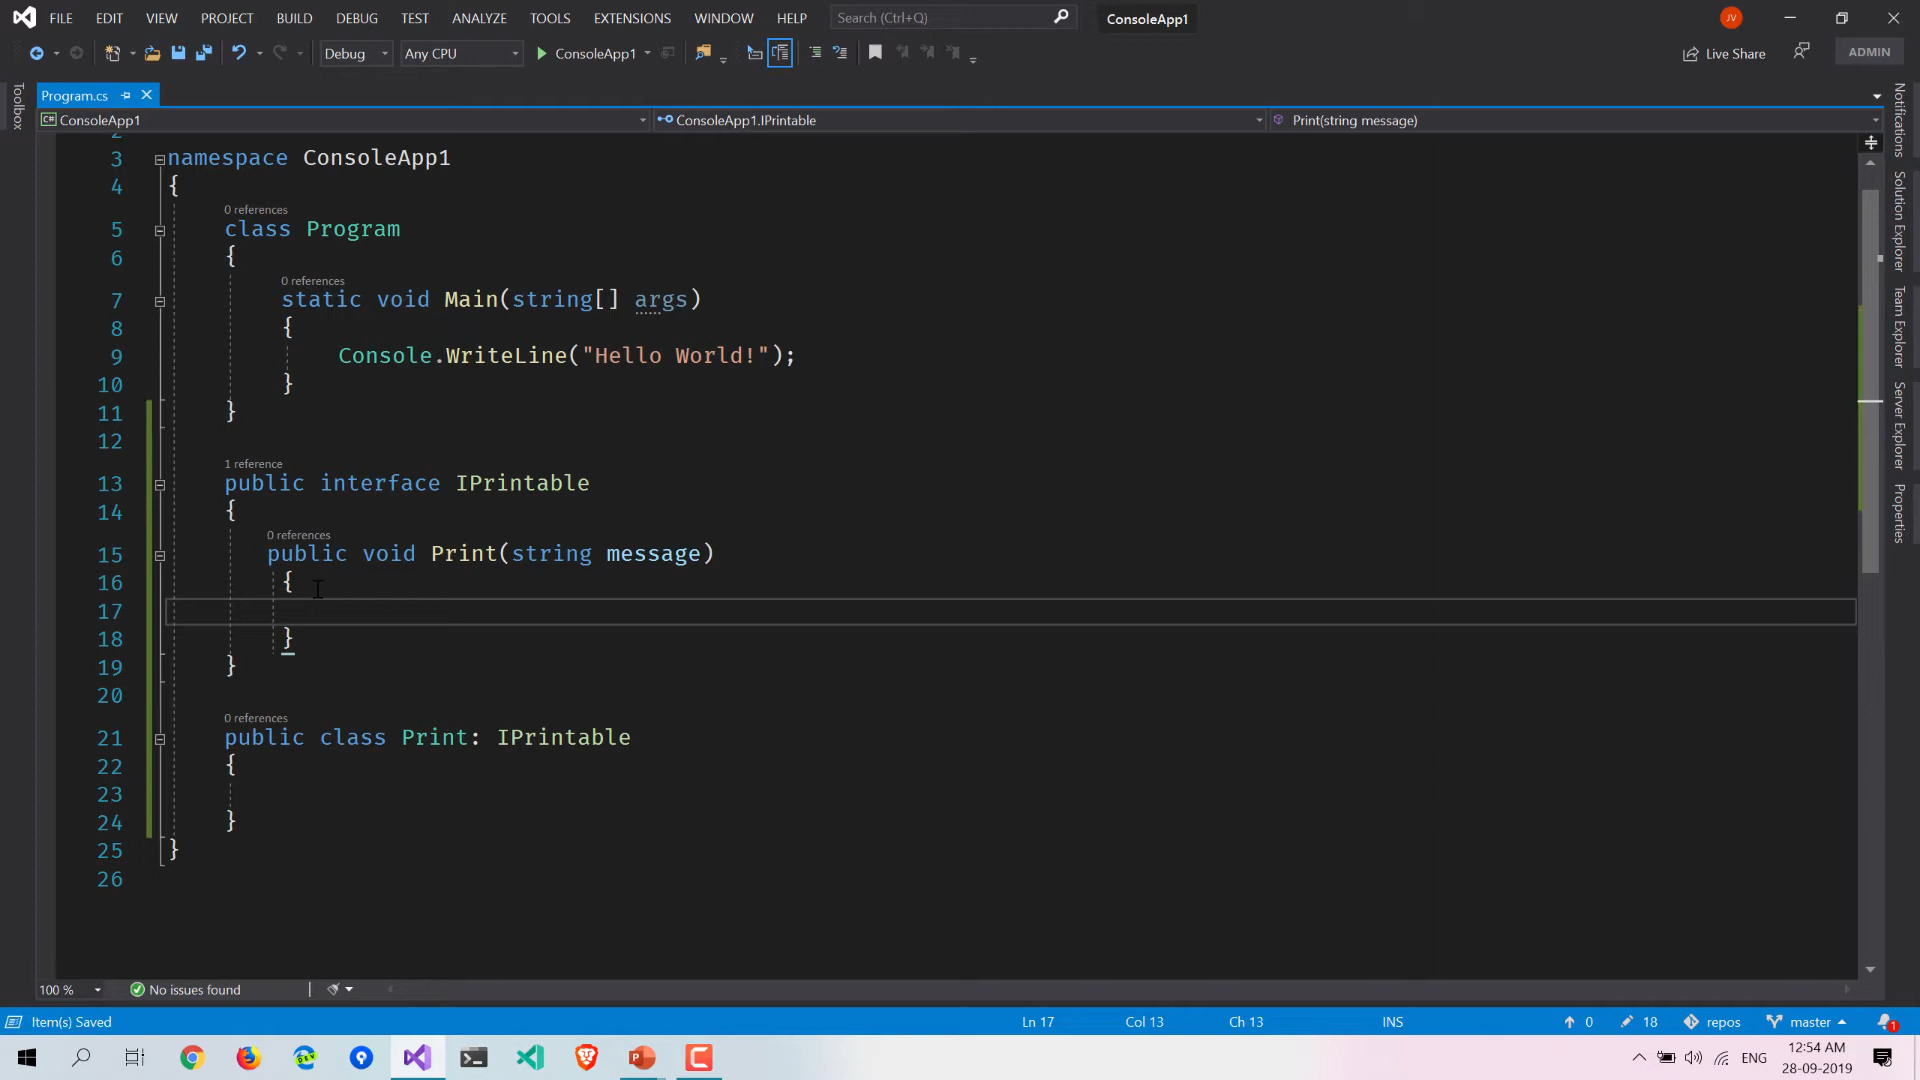 FILE EDIT VIEW PROJECT BUILD DEBUG TEST ANALYZE TOOLS EXTENSIONS WINDOW HELP Search (Ctrl+Q) ConsoleApp1 JV
Debug Any CPU ConsoleApp1 Live Share ADMIN
Toolbox
Program.cs
C# ConsoleApp1 ConsoleApp1.IPrintable Print(string message)
2
3 namespace ConsoleApp1
4 {
0 references
5 class Program
6 {
0 references
7 static void Main(string[] args)
8 {
9 Console.WriteLine("Hello World!");
10 }
11 }
12
1 reference
13 public interface IPrintable
14 {
0 references
15 public void Print(string message)
16 {
17
18 }
19 }
20
0 references
21 public class Print: IPrintable
22 {
23
24 }
25 }
26
Notifications
Solution Explorer
Team Explorer
Server Explorer
Properties
100 % No issues found
Item(s) Saved Ln 17 Col 13 Ch 13 INS 0 18 repos master 1
DEV P C ENG 12:54 AM
28-09-2019